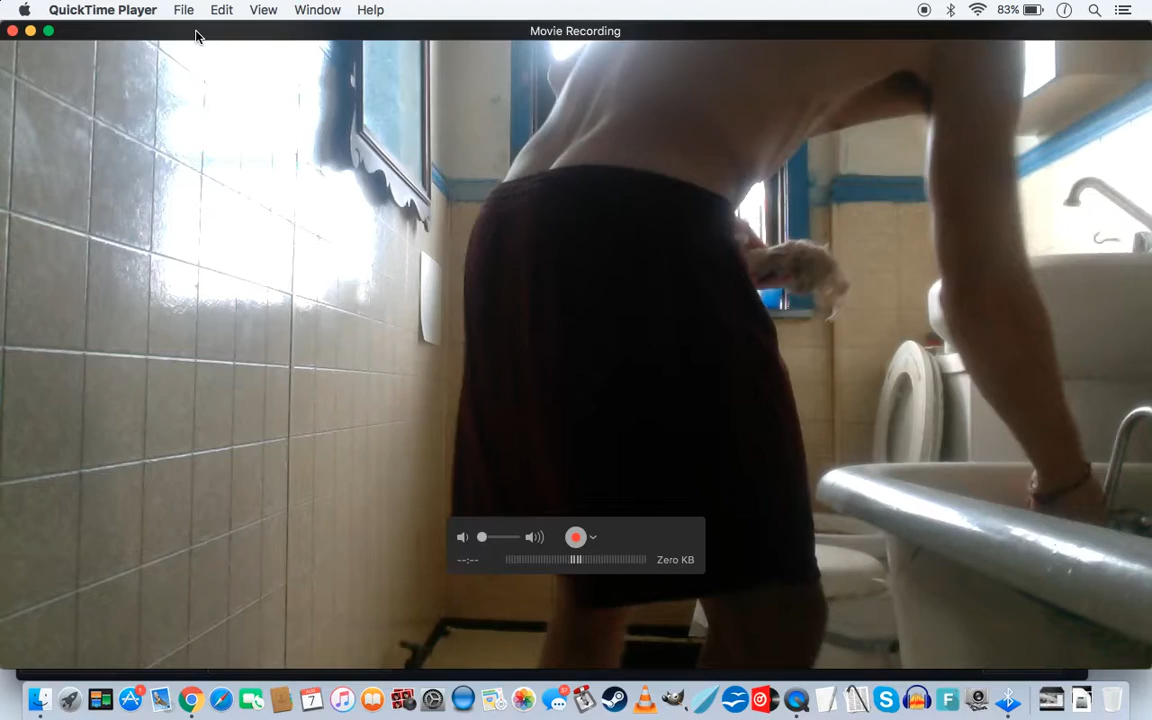 QuickTime Player File Edit View Window Help 83%
Movie Recording
--:-- Zero KB